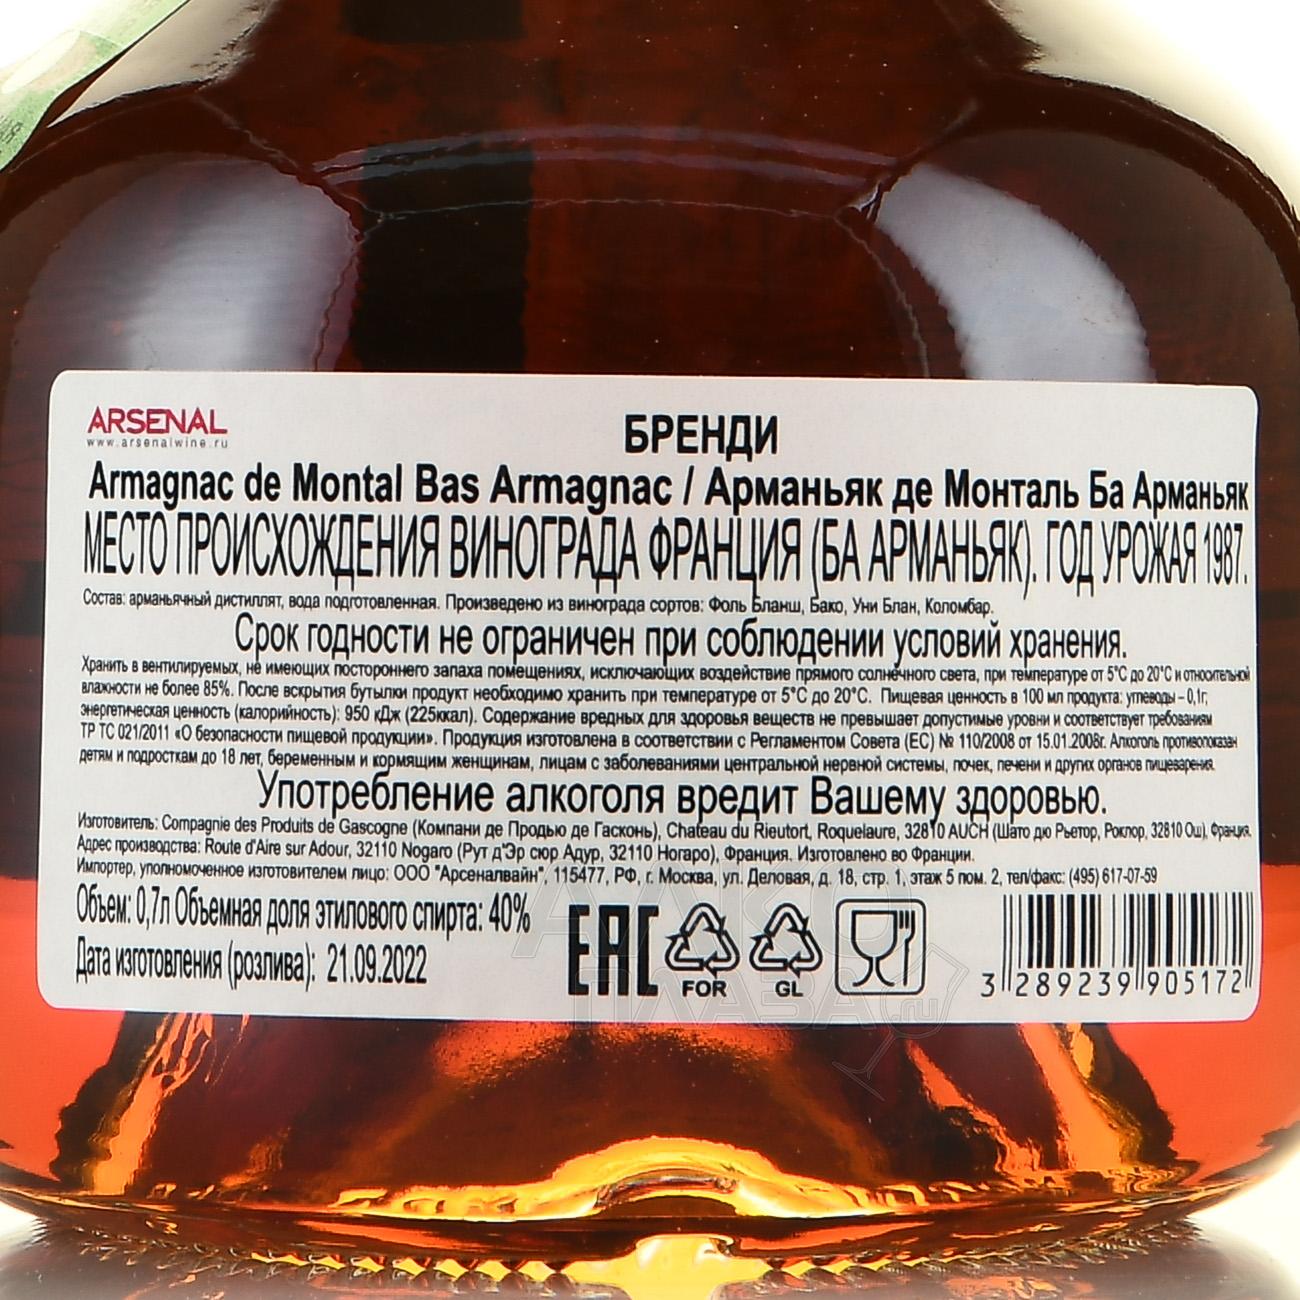 ARSENAL
www.arsenalwine.ru
БРЕНДИ
Armagnac de Montal Bas Armagnac / Арманьяк де Монталь Ба Арманьяк
МЕСТО ПРОИСХОЖДЕНИЯ ВИНОГРАДА ФРАНЦИЯ (БА АРМАНЬЯК). ГОД УРОЖАЯ 1987.
Состав: арманьячный дистиллят, вода подготовленная. Произведено из винограда сортов: Фоль Бланш, Бако, Уни Блан, Коломбар.
Срок годности не ограничен при соблюдении условий хранения.
Хранить в вентилируемых, не имеющих постороннего запаха помещениях, исключающих воздействие прямого солнечного света, при температуре от 5°С до 20°С и относительной
влажности не более 85%. После вскрытия бутылки продукт необходимо хранить при температуре от 5°С до 20°С. Пищевая ценность в 100 мл продукта: углеводы – 0,1г;
энергетическая ценность (калорийность): 950 кДж (225ккал). Содержание вредных для здоровья веществ не превышает допустимые уровни и соответствует требованиям
ТР ТС 021/2011 «О безопасности пищевой продукции». Продукция изготовлена в соответствии с Регламентом Совета (ЕС) № 110/2008 от 15.01.2008г. Алкоголь противопоказан
детям и подросткам до 18 лет, беременным и кормящим женщинам, лицам с заболеваниями центральной нервной системы, почек, печени и других органов пищеварения.
Употребление алкоголя вредит Вашему здоровью.
Изготовитель: Compagnie des Produits de Gascogne (Компани де Продью де Гасконь), Chateau du Rieutort, Roquelaure, 32810 AUCH (Шато дю Рьетор, Роклор, 32810 Ош), Франция.
Адрес производства: Route d'Aire sur Adour, 32110 Nogaro (Рут д'Эр сюр Адур, 32110 Ногаро), Франция. Изготовлено во Франции.
Импортер, уполномоченное изготовителем лицо: ООО "Арсеналвайн", 115477, РФ, г. Москва, ул. Деловая, д. 18, стр. 1, этаж 5 пом. 2, тел/факс: (495) 617-07-59
Объем: 0,7л Объемная доля этилового спирта: 40%
Дата изготовления (розлива): 21.09.2022
EAC
FOR
GL
3 289239 905172
АЛКО
ПЛАЗА
.ru